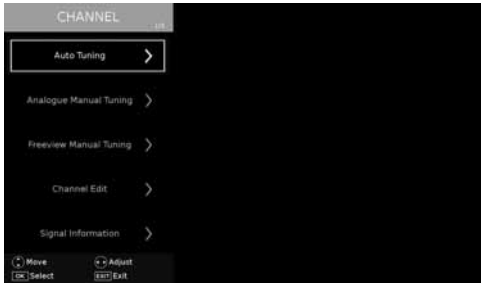 CHANNEL
Auto Tuning
Analogue Manual Tuning
Freeview Manual Tuning
Channel Edit
Signal Information
Move Adjust
OK Select EXIT Exit